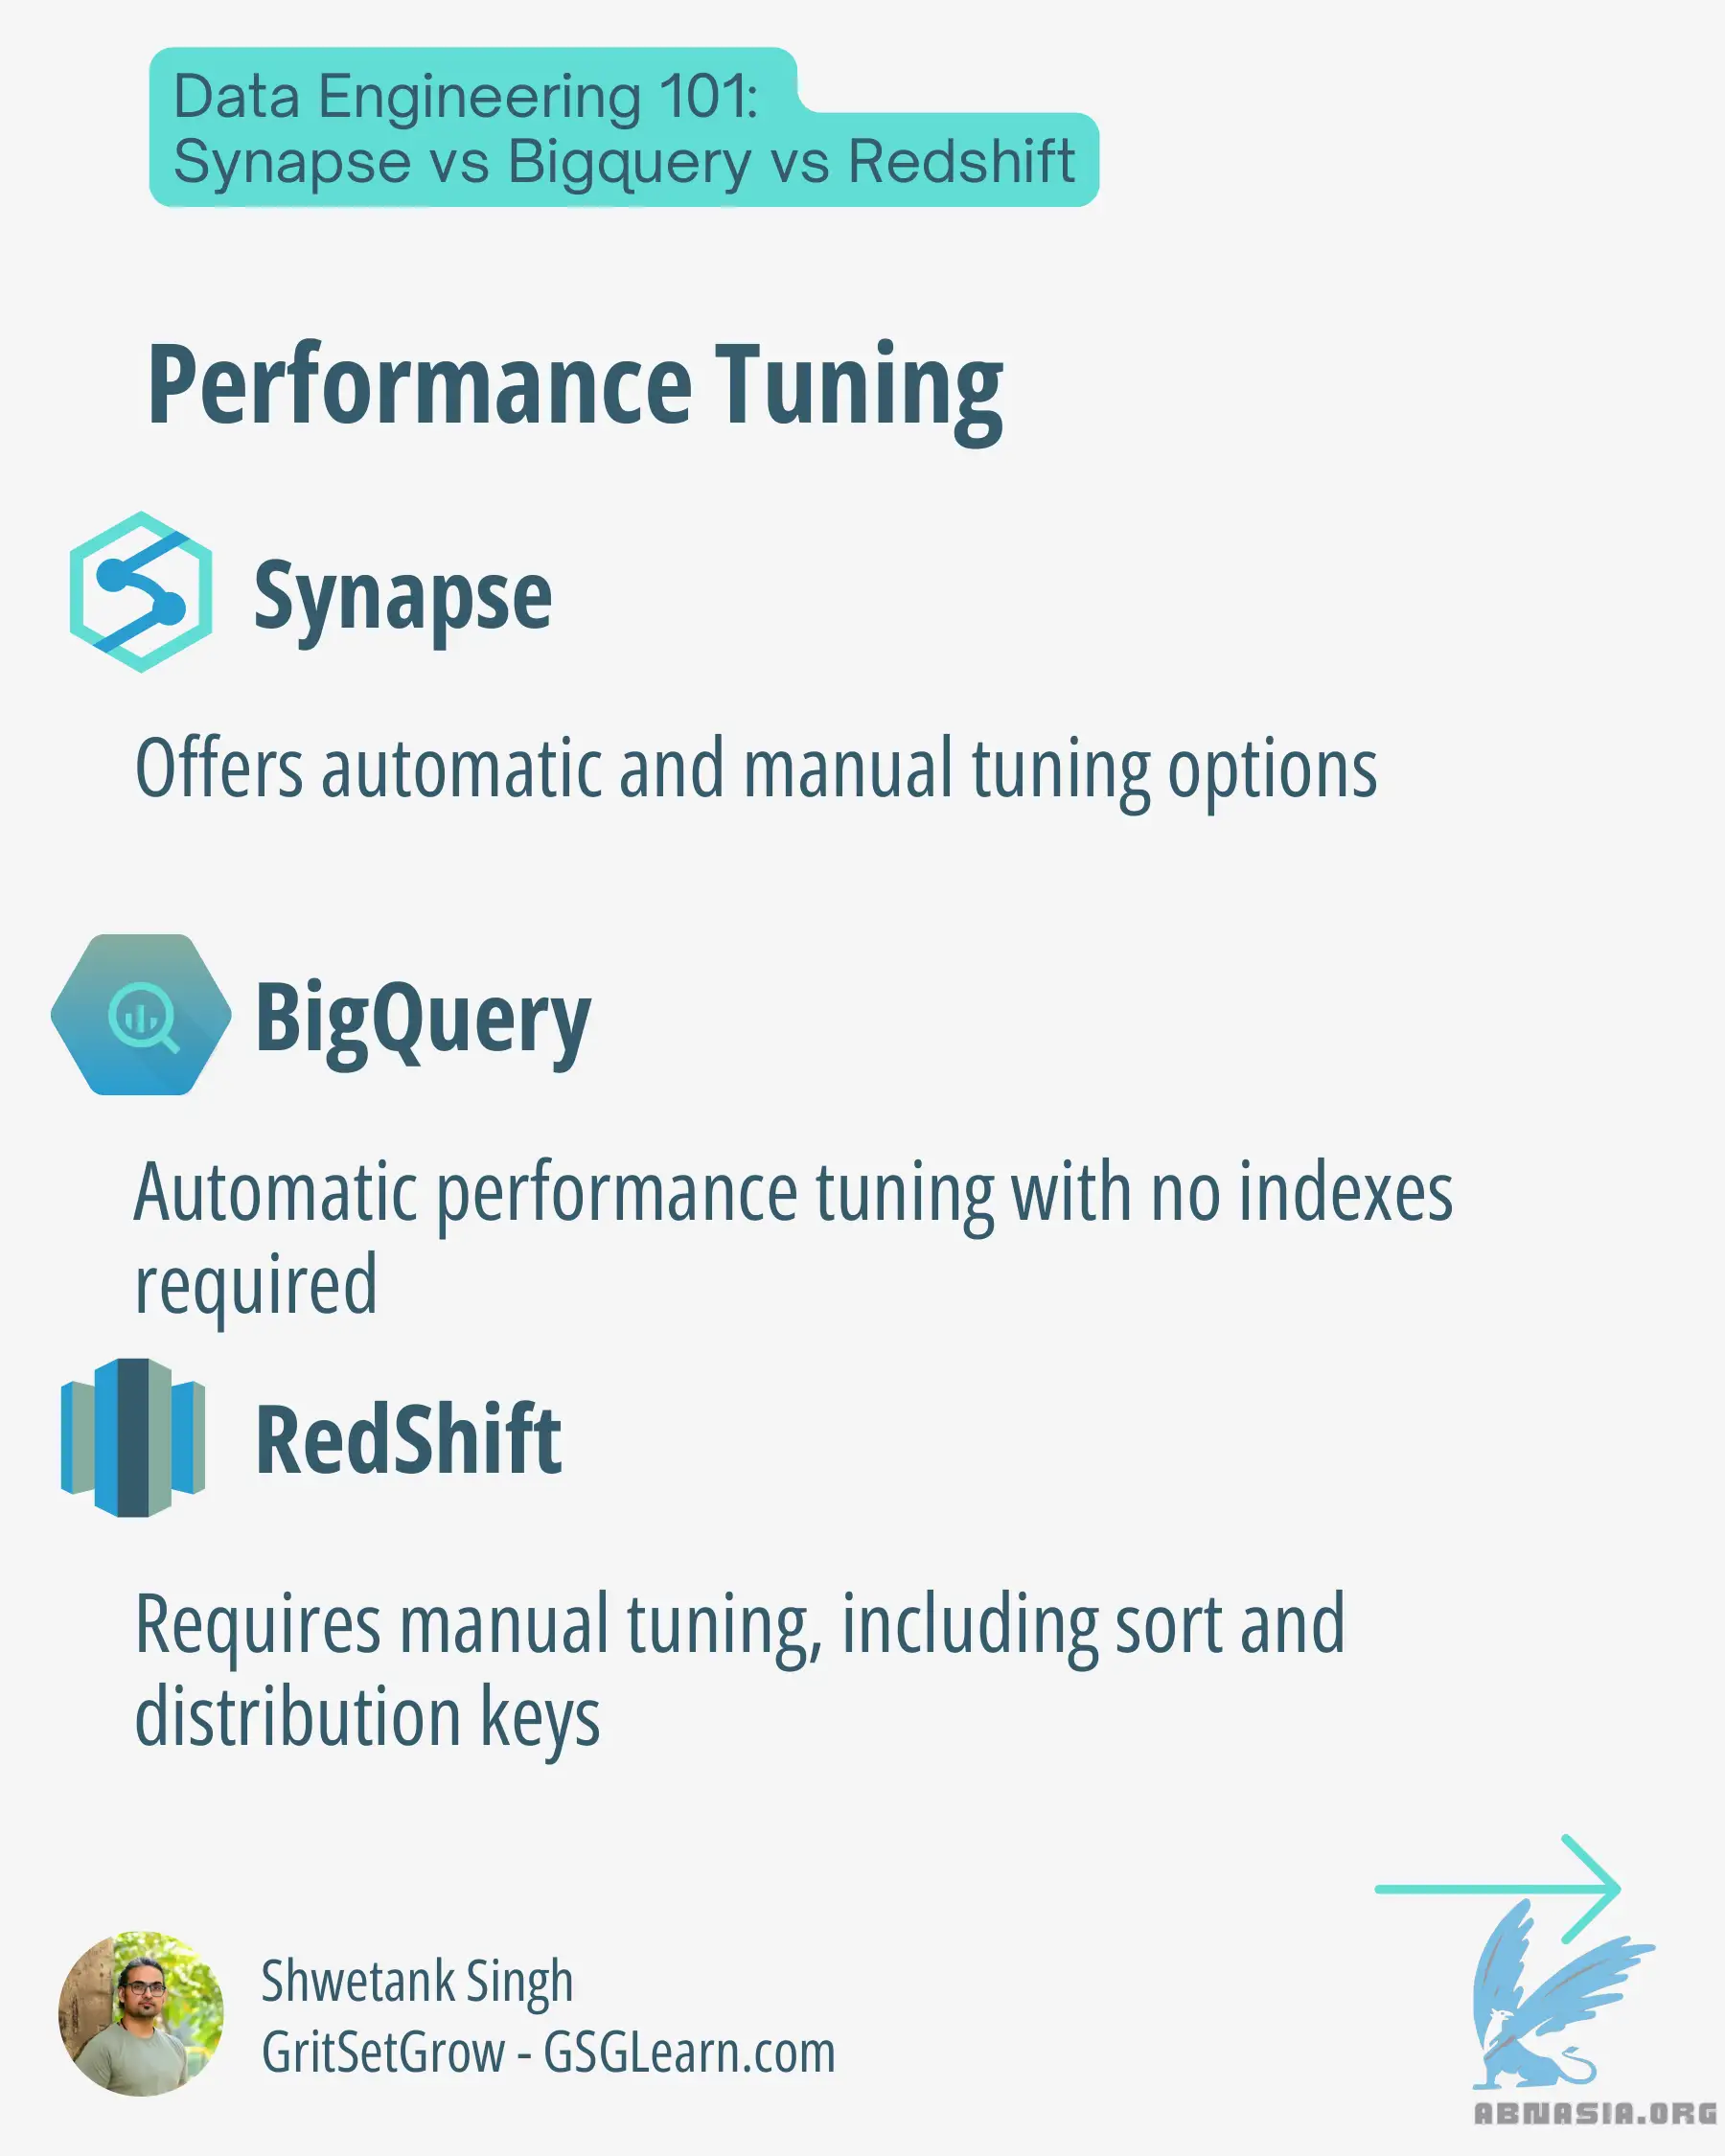 Data Engineering 101:
Synapse vs Bigquery vs Redshift
Performance Tuning
Synapse
Offers automatic and manual tuning options
BigQuery
Automatic performance tuning with no indexes
required
RedShift
Requires manual tuning, including sort and
distribution keys
Shwetank Singh
GritSetGrow - GSGLearn.com
ABNASIA.ORG